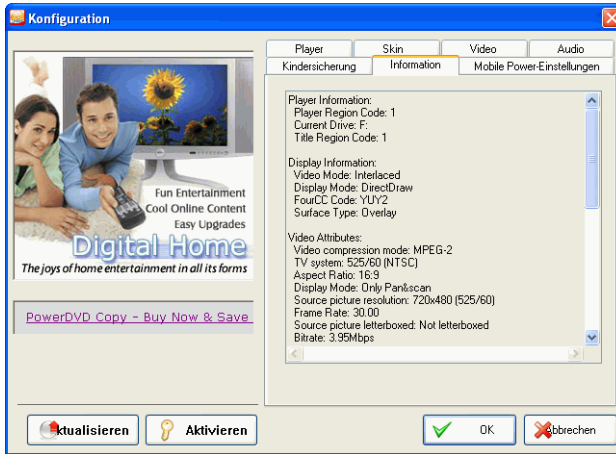 Konfiguration
Fun Entertainment
Cool Online Content
Easy Upgrades
Digital Home
The joys of home entertainment in all its forms
PowerDVD Copy - Buy Now & Save
Player Skin Video Audio
Kindersicherung Information Mobile Power-Einstellungen
Player Information:
Player Region Code: 1
Current Drive: F:
Title Region Code: 1
Display Information:
Video Mode: Interlaced
Display Mode: DirectDraw
FourCC Code: YUY2
Surface Type: Overlay
Video Attributes:
Video compression mode: MPEG-2
TV system: 525/60 (NTSC)
Aspect Ratio: 16:9
Display Mode: Only Pan&scan
Source picture resolution: 720x480 (525/60)
Frame Rate: 30.00
Source picture letterboxed: Not letterboxed
Bitrate: 3.95Mbps
ktualisieren Aktivieren OK bbrechen